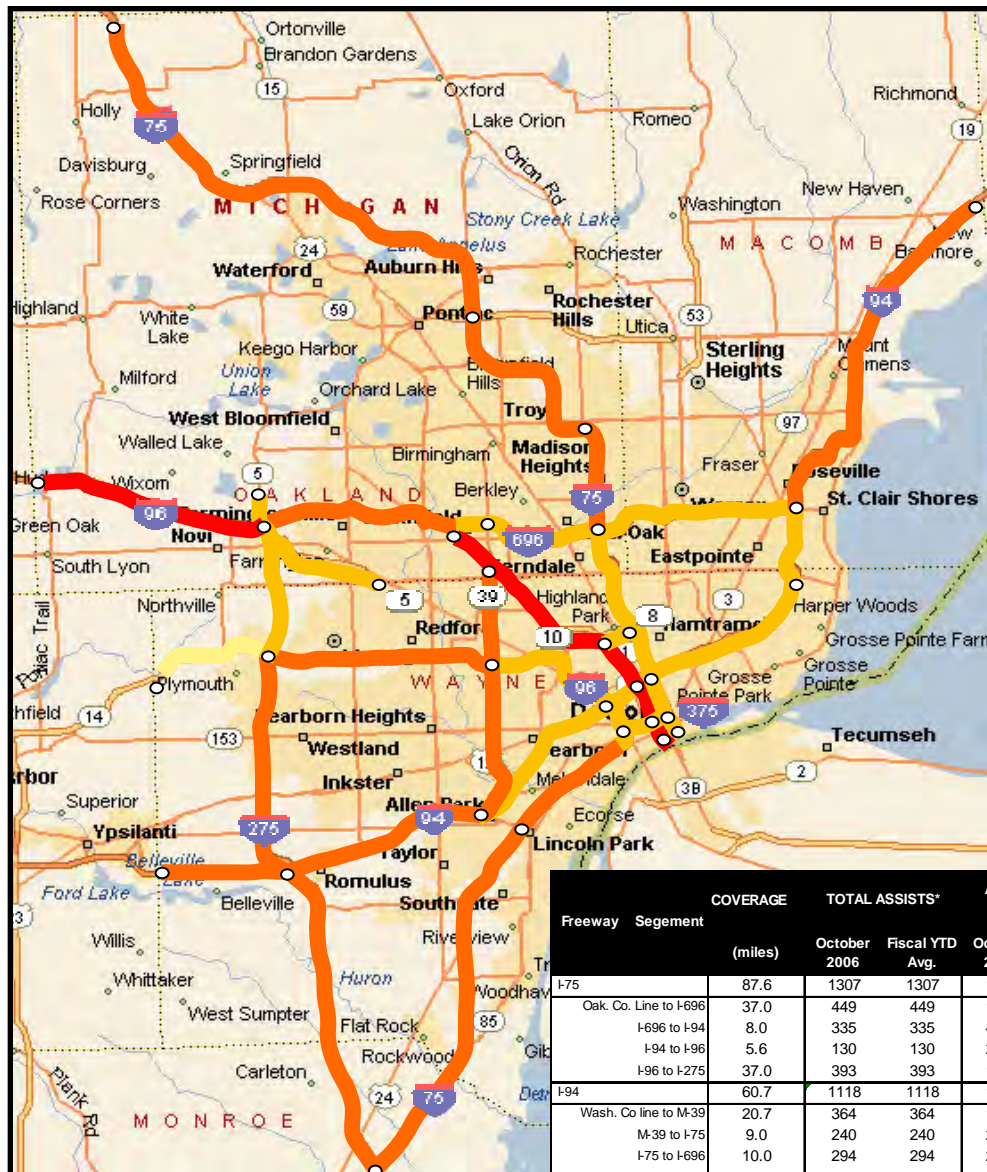 Ortonville
Brandon Gardens
15
Oxford
Richmond
Holly
75
Lake Orion
Romeo
19
Davisburg
Springfield
Orion Rd
New Haven
Rose Corners
MICHIGAN
Stony Creek Lake
Washington
24
Rochester
MACOMB
New
Waterford
Auburn Hills
Highland
White
Lake
59
Pontiac
Rochester
Hills
53
94
Utica
Keego Harbor
Hills
Sterling
Heights
Milford
Union
Lake
Orchard Lake
West Bloomfield
Troy
97
Walled Lake
Birmingham
Madison
Heights
Fraser
Roseville
Wixom
5
Berkley
75
St. Clair Shores
OAKLAND
96
Green Oak
Novi
696
Oak
Eastpointe
South Lyon
Northville
5
39
Highland
Park
8
3
Harper Woods
Redford
10
Grosse Pointe Farm
Plymouth
WAYNE
96
Grosse
Pointe Park
Grosse
Pointe
14
375
153
Dearborn Heights
Westland
Tecumseh
Inkster
3B
2
Superior
Allen Park
Ecorse
Ypsilanti
275
94
Lincoln Park
Belleville
Lake
Taylor
Ford Lake
Romulus
Belleville
Southgate
Willis
Riverview
Whittaker
Huron
West Sumpter
85
Flat Rock
Rockwood
Carleton
24
75
Plank Rd
MONROE
COVERAGE TOTAL ASSISTS*
Freeway Segement
(miles) October 2006 Fiscal YTD Avg.
I-75 87.6 1307 1307
Oak. Co. Line to I-696 37.0 449 449
I-696 to I-94 8.0 335 335
I-94 to I-96 5.6 130 130
I-96 to I-275 37.0 393 393
I-94 60.7 1118 1118
Wash. Co line to M-39 20.7 364 364
M-39 to I-75 9.0 240 240
I-75 to I-696 10.0 294 294